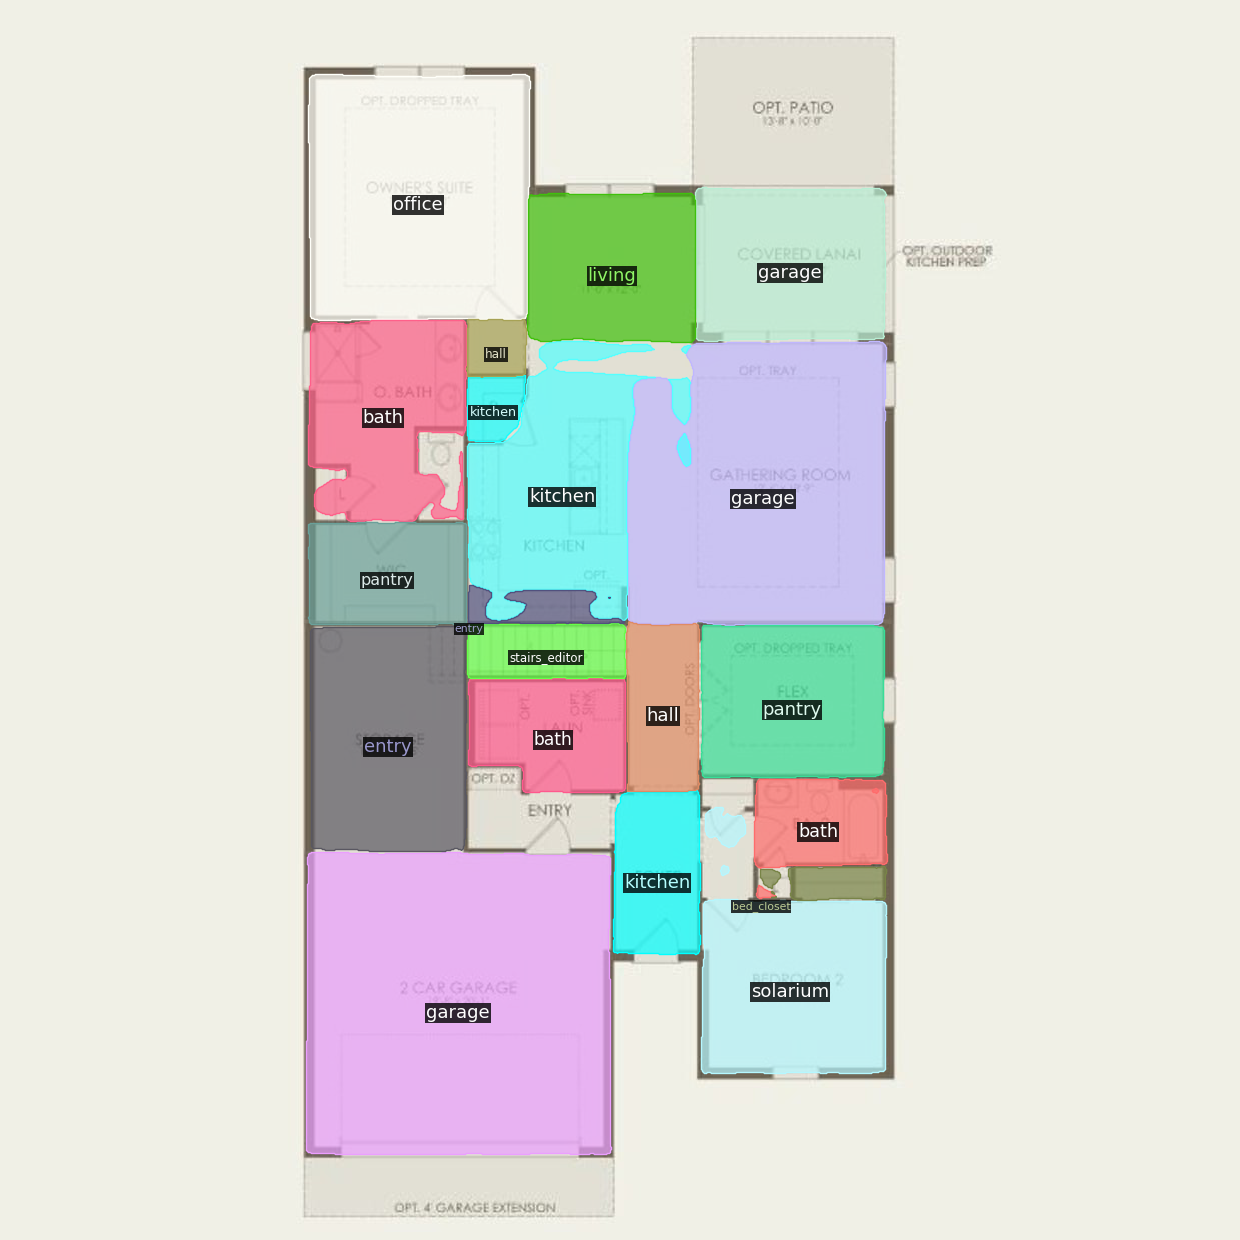 OPT. PATIO
13'-8" x 10'-0"
OPT. DROPPED TRAY
OWNER'S SUITE
office
living
COVERED LANAI
garage
OPT. OUTDOOR
KITCHEN PREP
hall
OPT. TRAY
O. BATH
bath
kitchen
GATHERING ROOM
kitchen
garage
KITCHEN
L
WIC
pantry
OPT.
entry
stairs_editor
OPT. DROPPED TRAY
FLEX
pantry
OPT. DOORS
hall
OPT.
OPT.
SINK
bath
STORAGE
entry
OPT. DZ
ENTRY
bath
kitchen
bed_closet
BEDROOM 2
solarium
2 CAR GARAGE
garage
OPT. 4' GARAGE EXTENSION